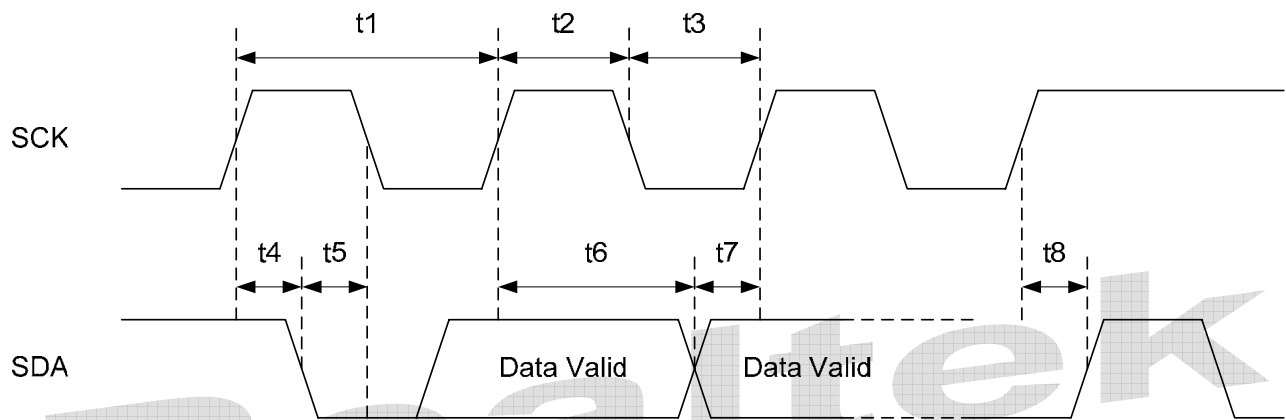 t1 t2 t3
SCK
t4 t5 t6 t7 t8
SDA Data Valid Data Valid